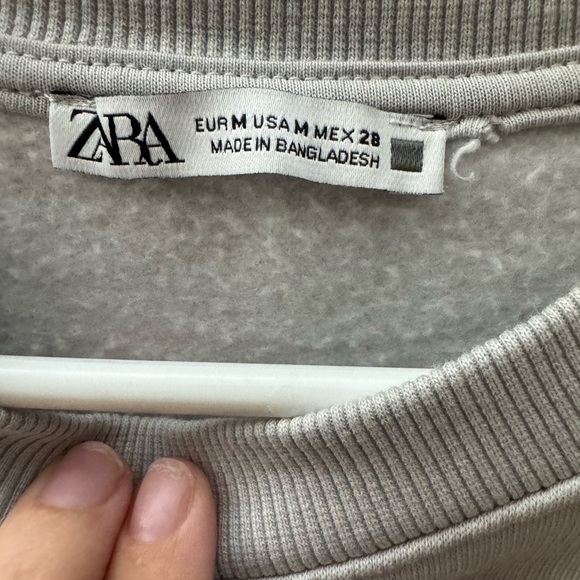 ZARA
EUR M USA M MEX 28
MADE IN BANGLADESH